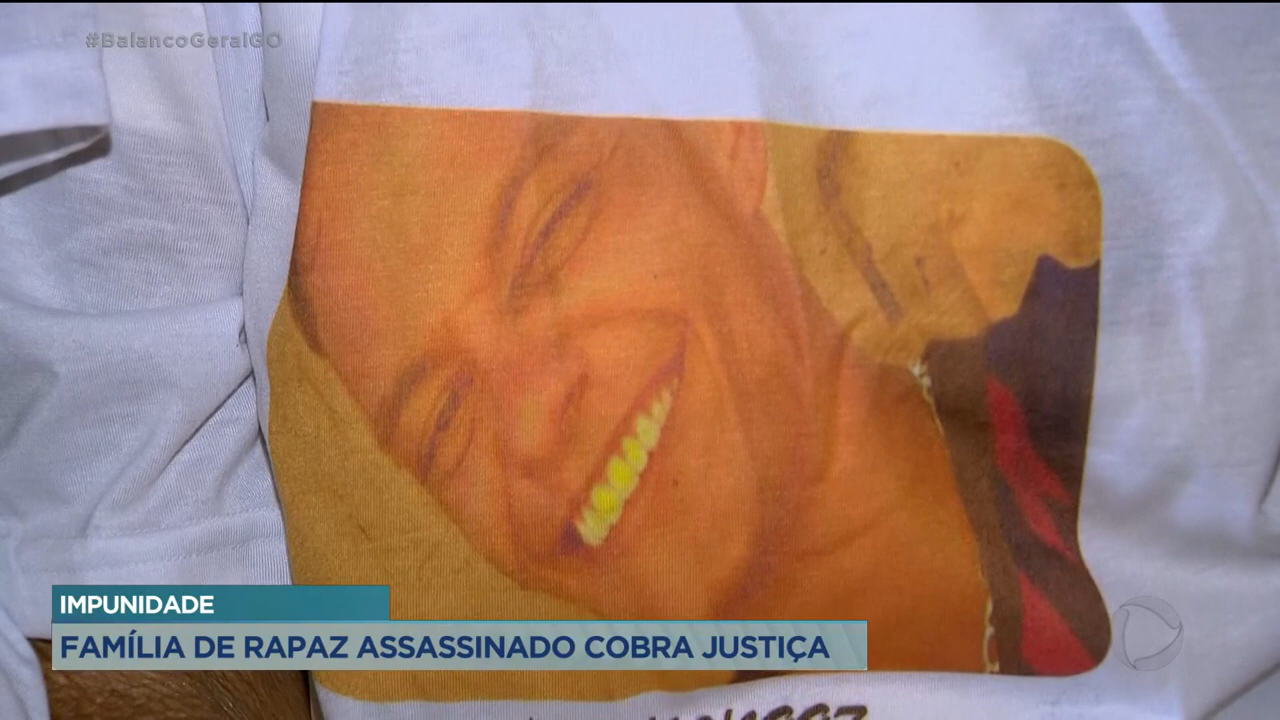 #BalancoGeralGO
IMPUNIDADE
FAMÍLIA DE RAPAZ ASSASSINADO COBRA JUSTIÇA